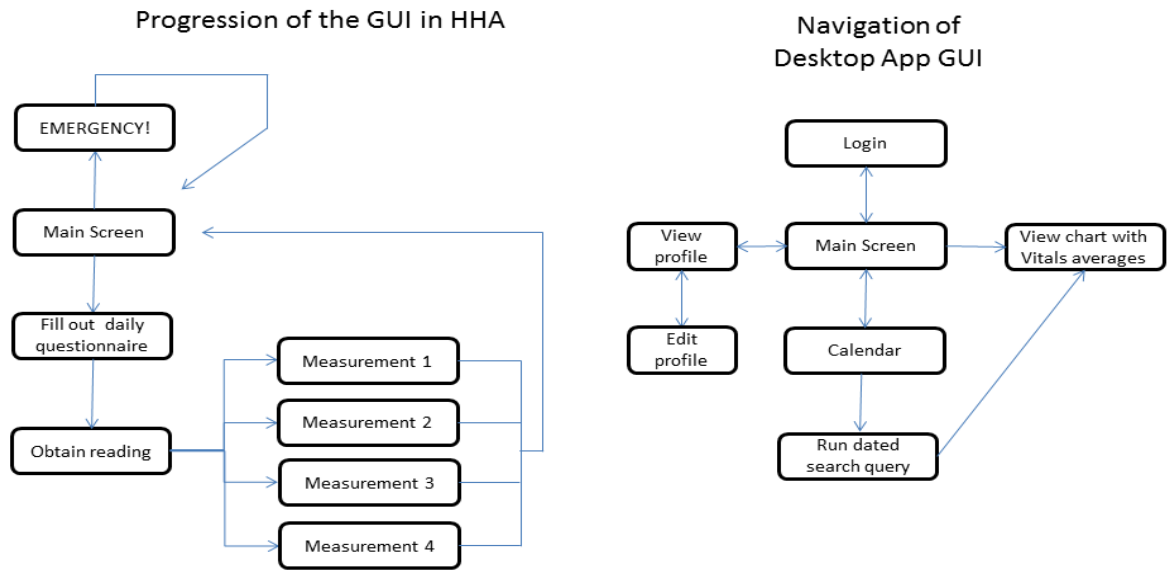 Progression of the GUI in HHA
EMERGENCY!
Main Screen
Fill out daily
questionnaire
Obtain reading
Measurement 1
Measurement 2
Measurement 3
Measurement 4
Navigation of
Desktop App GUI
Login
View
profile
Main Screen
View chart with
Vitals averages
Edit
profile
Calendar
Run dated
search query